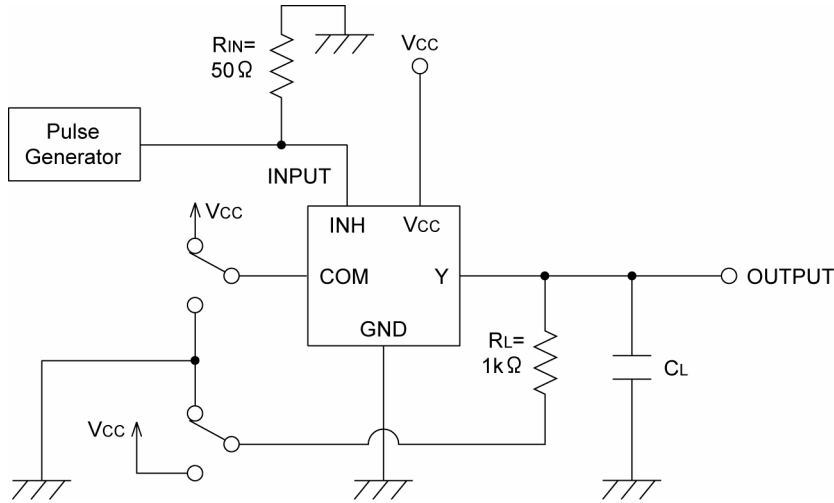 RIN=
50Ω
VCC
Pulse
Generator
INPUT
VCC
INH
VCC
COM
Y
OUTPUT
GND
RL=
1kΩ
CL
VCC